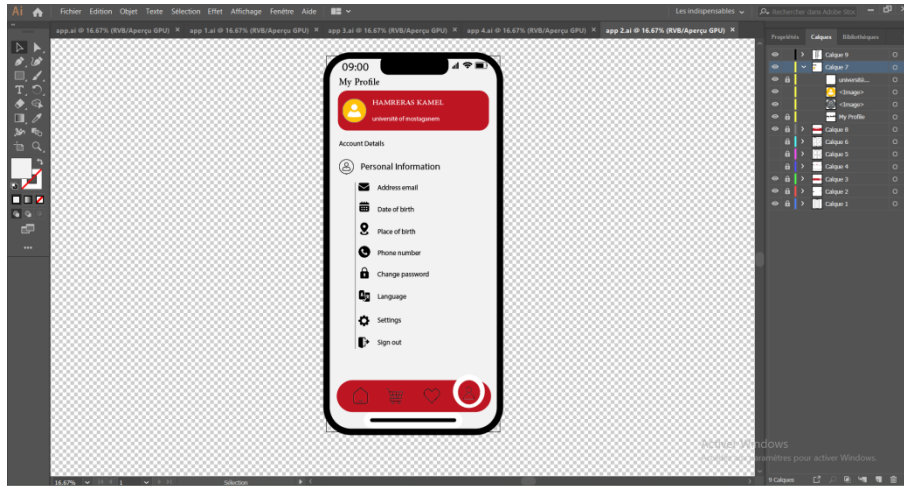 Ai Fichier Edition Objet Texte Sélection Effet Affichage Fenêtre Aide Les indispensables Rechercher dans Adobe Stoc
app.ai @ 16.67% (RVB/Aperçu GPU) × app 1.ai @ 16.67% (RVB/Aperçu GPU) × app 3.ai @ 16.67% (RVB/Aperçu GPU) × app 4.ai @ 16.67% (RVB/Aperçu GPU) × app 2.ai @ 16.67% (RVB/Aperçu GPU) ×
Propriétés Calques Bibliothèques
Calque 9
Calque 7
université...
<Image>
<Image>
My Profile
Calque 8
Calque 6
Calque 5
Calque 4
Calque 3
Calque 2
Calque 1
09:00
My Profile
HAMRERAS KAMEL
université of mostaganem
Account Details
Personal Information
Address email
Date of birth
Place of birth
Phone number
Change password
Language
Settings
Sign out
Activer Windows
paramètres pour activer Windows.
16,67% 1 Sélection
9 Calques